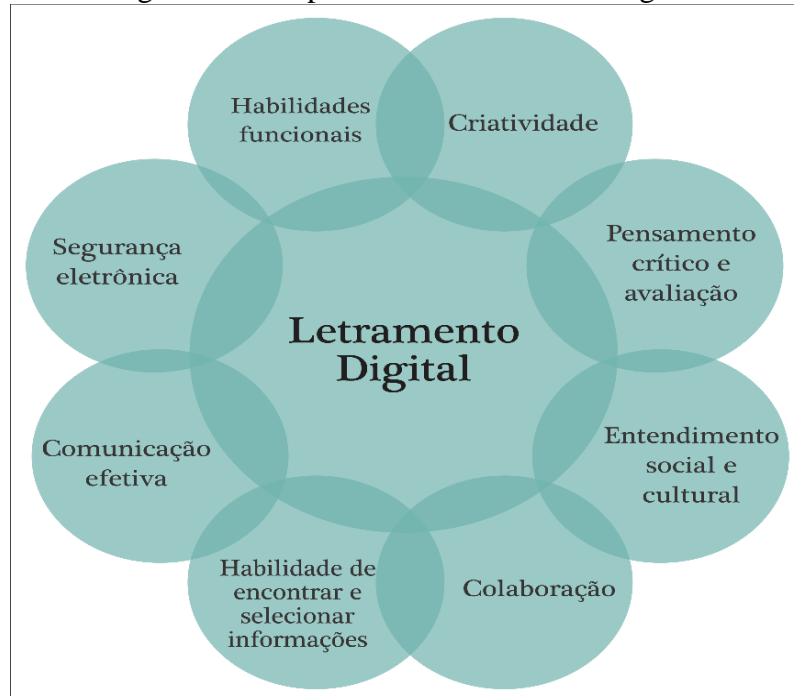 Habilidades
funcionais
Criatividade
Segurança
eletrônica
Pensamento
crítico e
avaliação
Letramento
Digital
Comunicação
efetiva
Entendimento
social e
cultural
Habilidade de
encontrar e
selecionar
informações
Colaboração